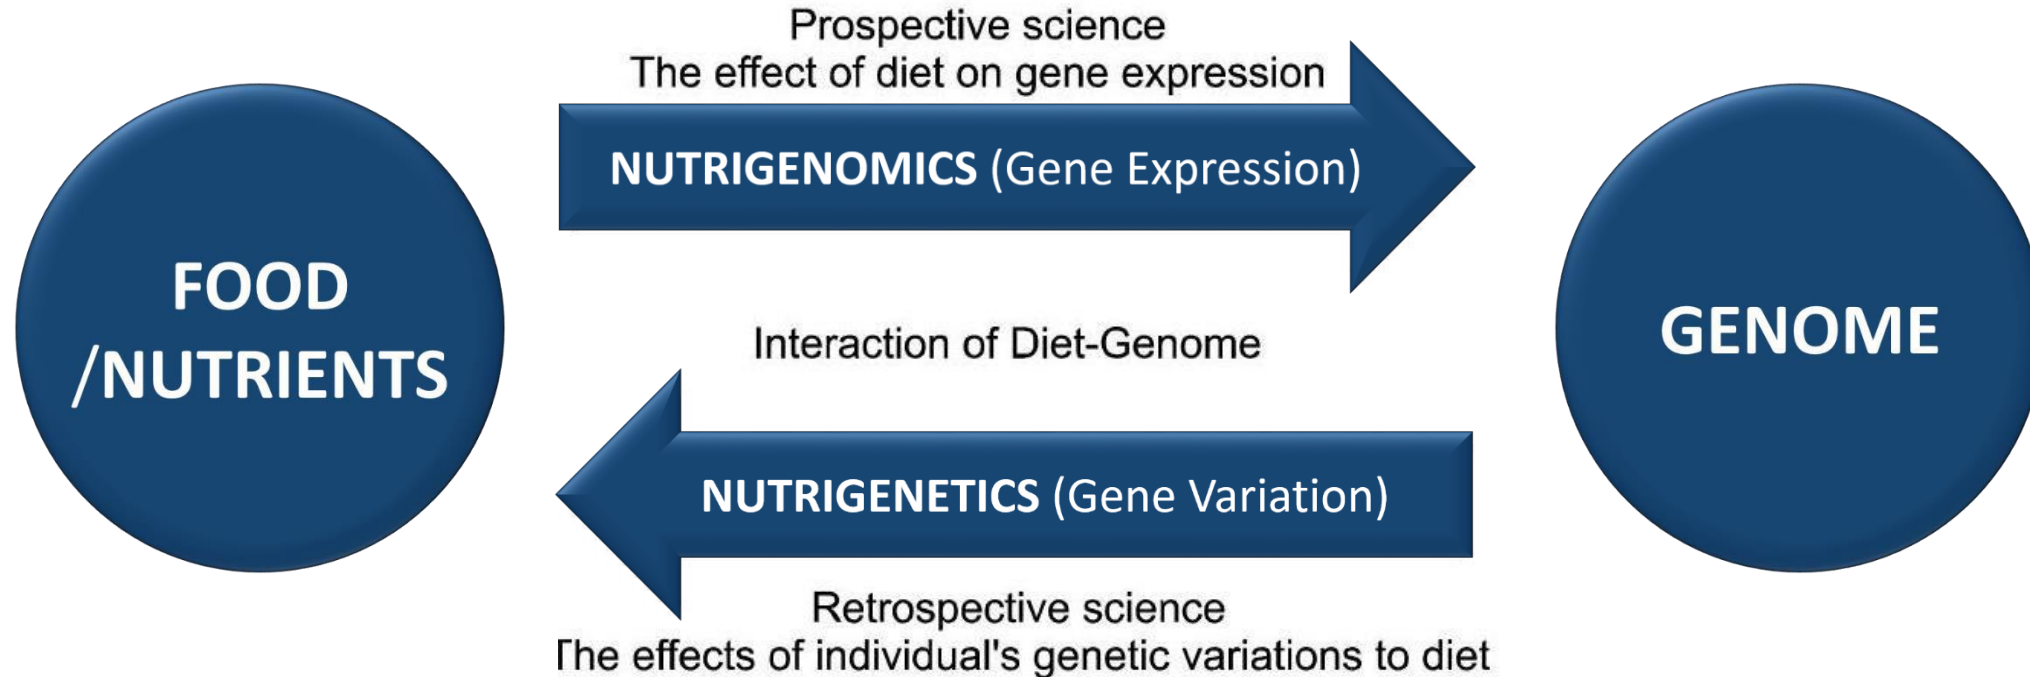 Prospective science
The effect of diet on gene expression
NUTRIGENOMICS (Gene Expression)
FOOD
/NUTRIENTS
Interaction of Diet-Genome
GENOME
NUTRIGENETICS (Gene Variation)
Retrospective science
The effects of individual's genetic variations to diet